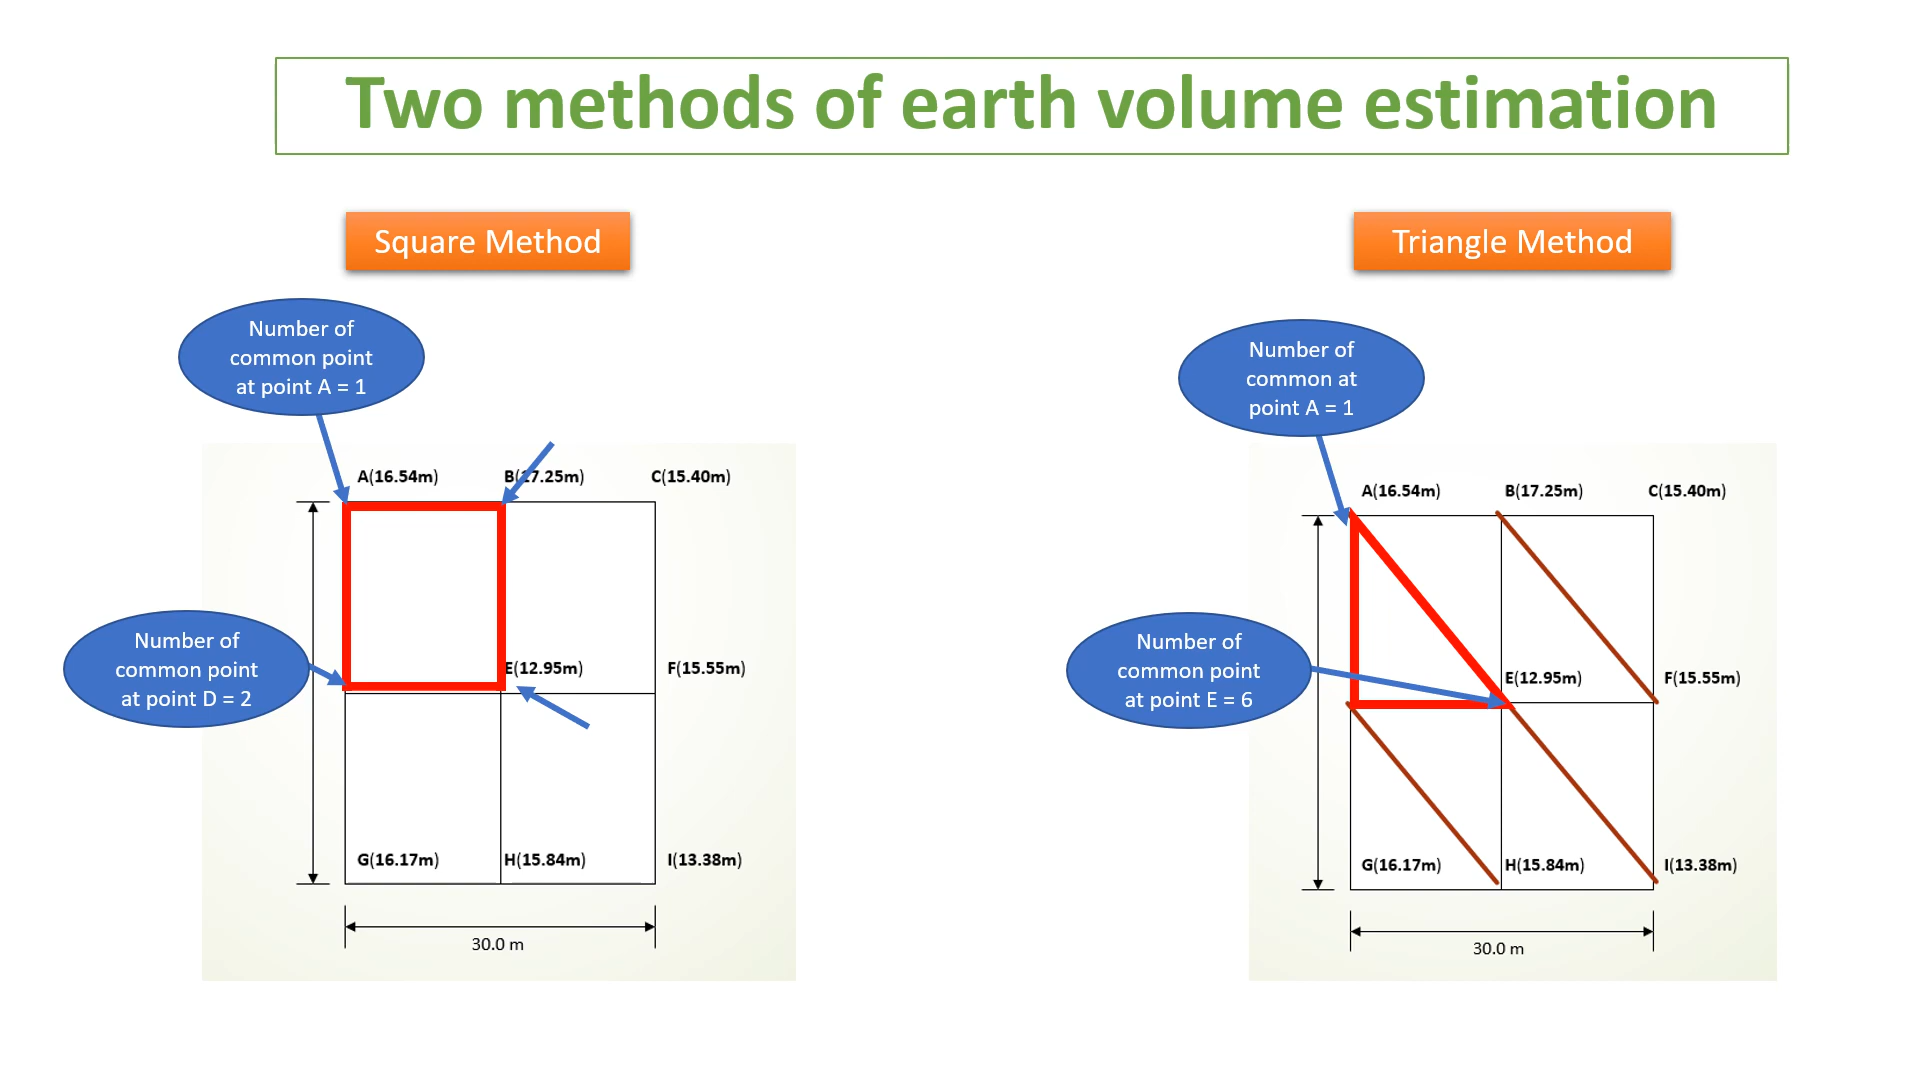 Two methods of earth volume estimation
Square Method
Number of
common point
at point A = 1
A(16.54m)
B(17.25m)
C(15.40m)
Number of
common point
at point D = 2
E(12.95m)
F(15.55m)
G(16.17m)
H(15.84m)
I(13.38m)
30.0 m
Triangle Method
Number of
common at
point A = 1
A(16.54m)
B(17.25m)
C(15.40m)
Number of
common point
at point E = 6
E(12.95m)
F(15.55m)
G(16.17m)
H(15.84m)
I(13.38m)
30.0 m